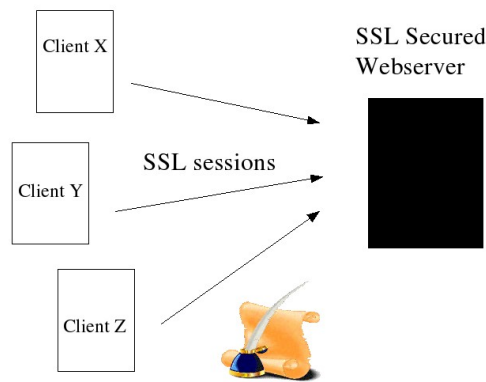 Client X
SSL Secured
Webserver
SSL sessions
Client Y
Client Z